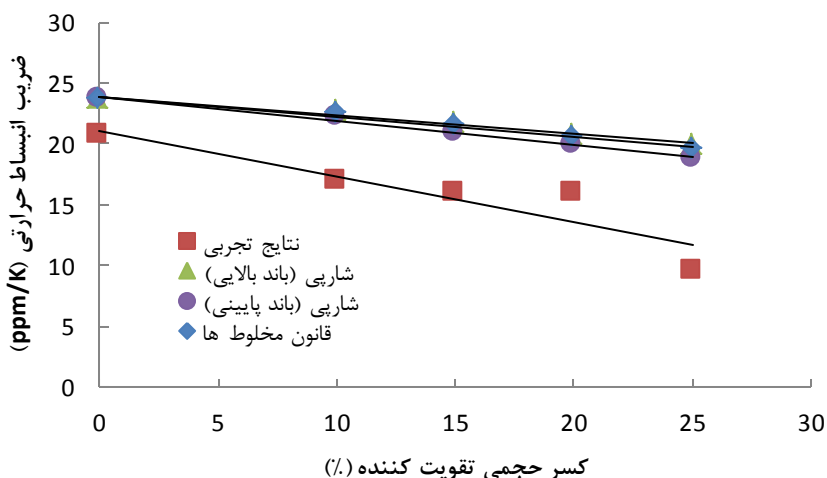 ضریب انبساط حرارتی (ppm/K)
30
25
20
15
10
5
0
نتایج تجربی
شارپی (باند بالایی)
شارپی (باند پایینی)
قانون مخلوط ها
0 5 10 15 20 25 30
کسر حجمی تقویت کننده (٪)